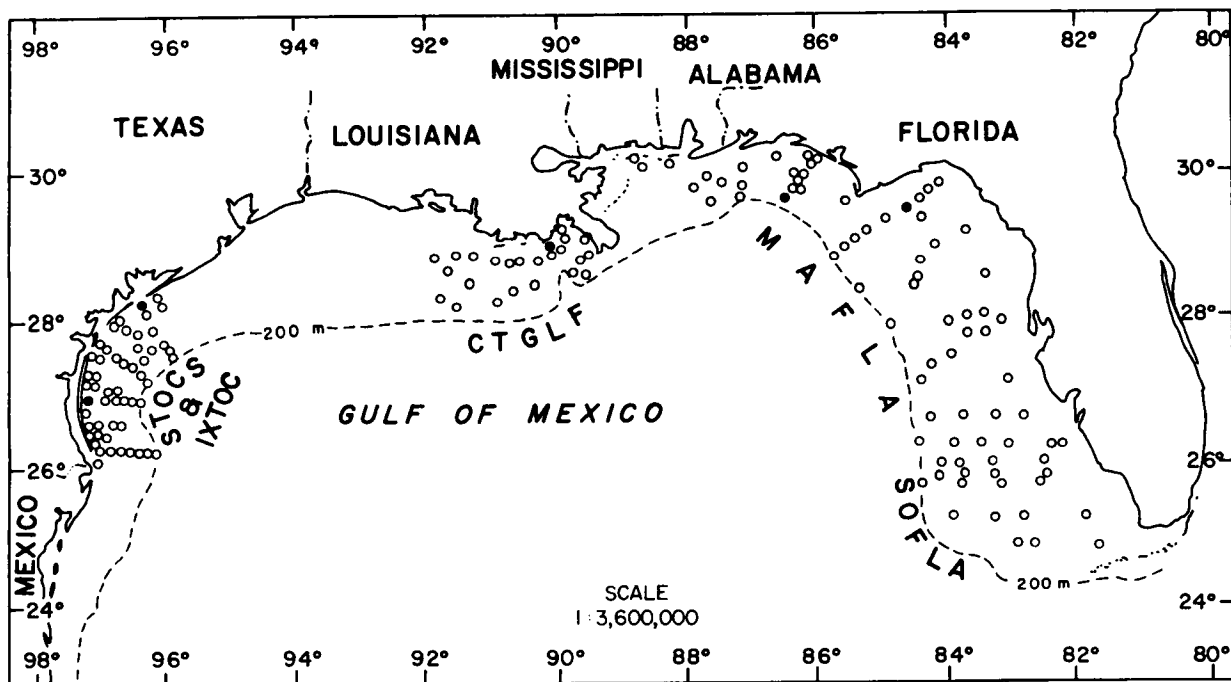 98° 96° 94° 92° 90° 88° 86° 84° 82° 80°
MISSISSIPPI ALABAMA
TEXAS LOUISIANA FLORIDA
30° 30°
28° 200 m 28°
CTGLF
MAFLA
STOCS & IXTOC
GULF OF MEXICO
26° 26°
SOFLA
MEXICO
200 m
SCALE
1:3,600,000
24° 24°
98° 96° 94° 92° 90° 88° 86° 84° 82° 80°